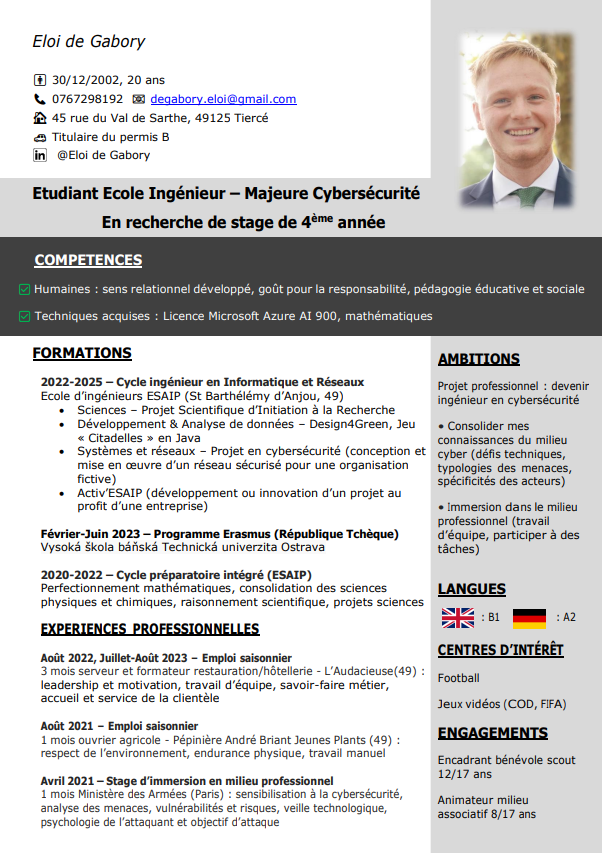 Eloi de Gabory
30/12/2002, 20 ans
0767298192 degabory.eloi@gmail.com
45 rue du Val de Sarthe, 49125 Tiercé
Titulaire du permis B
@Eloi de Gabory
Etudiant Ecole Ingénieur – Majeure Cybersécurité
En recherche de stage de 4ème année
COMPETENCES
Humaines : sens relationnel développé, goût pour la responsabilité, pédagogie éducative et sociale
Techniques acquises : Licence Microsoft Azure AI 900, mathématiques
FORMATIONS
2022-2025 – Cycle ingénieur en Informatique et Réseaux
Ecole d'ingénieurs ESAIP (St Barthélémy d'Anjou, 49)
• Sciences – Projet Scientifique d'Initiation à la Recherche
• Développement & Analyse de données – Design4Green, Jeu
« Citadelles » en Java
• Systèmes et réseaux – Projet en cybersécurité (conception et
mise en œuvre d'un réseau sécurisé pour une organisation
fictive)
• Activ'ESAIP (développement ou innovation d'un projet au
profit d'une entreprise)
Février-Juin 2023 – Programme Erasmus (République Tchèque)
Vysoká škola báňská Technická univerzita Ostrava
2020-2022 – Cycle préparatoire intégré (ESAIP)
Perfectionnement mathématiques, consolidation des sciences
physiques et chimiques, raisonnement scientifique, projets sciences
EXPERIENCES PROFESSIONNELLES
Août 2022, Juillet-Août 2023 – Emploi saisonnier
3 mois serveur et formateur restauration/hôtellerie - L'Audacieuse(49) :
leadership et motivation, travail d'équipe, savoir-faire métier,
accueil et service de la clientèle
Août 2021 – Emploi saisonnier
1 mois ouvrier agricole - Pépinière André Briant Jeunes Plants (49) :
respect de l'environnement, endurance physique, travail manuel
Avril 2021 – Stage d'immersion en milieu professionnel
1 mois Ministère des Armées (Paris) : sensibilisation à la cybersécurité,
analyse des menaces, vulnérabilités et risques, veille technologique,
psychologie de l'attaquant et objectif d'attaque
AMBITIONS
Projet professionnel : devenir
ingénieur en cybersécurité
• Consolider mes
connaissances du milieu
cyber (défis techniques,
typologies des menaces,
spécificités des acteurs)
• Immersion dans le milieu
professionnel (travail
d'équipe, participer à des
tâches)
LANGUES
: B1 : A2
CENTRES D'INTÉRÊT
Football
Jeux vidéos (COD, FIFA)
ENGAGEMENTS
Encadrant bénévole scout
12/17 ans
Animateur milieu
associatif 8/17 ans